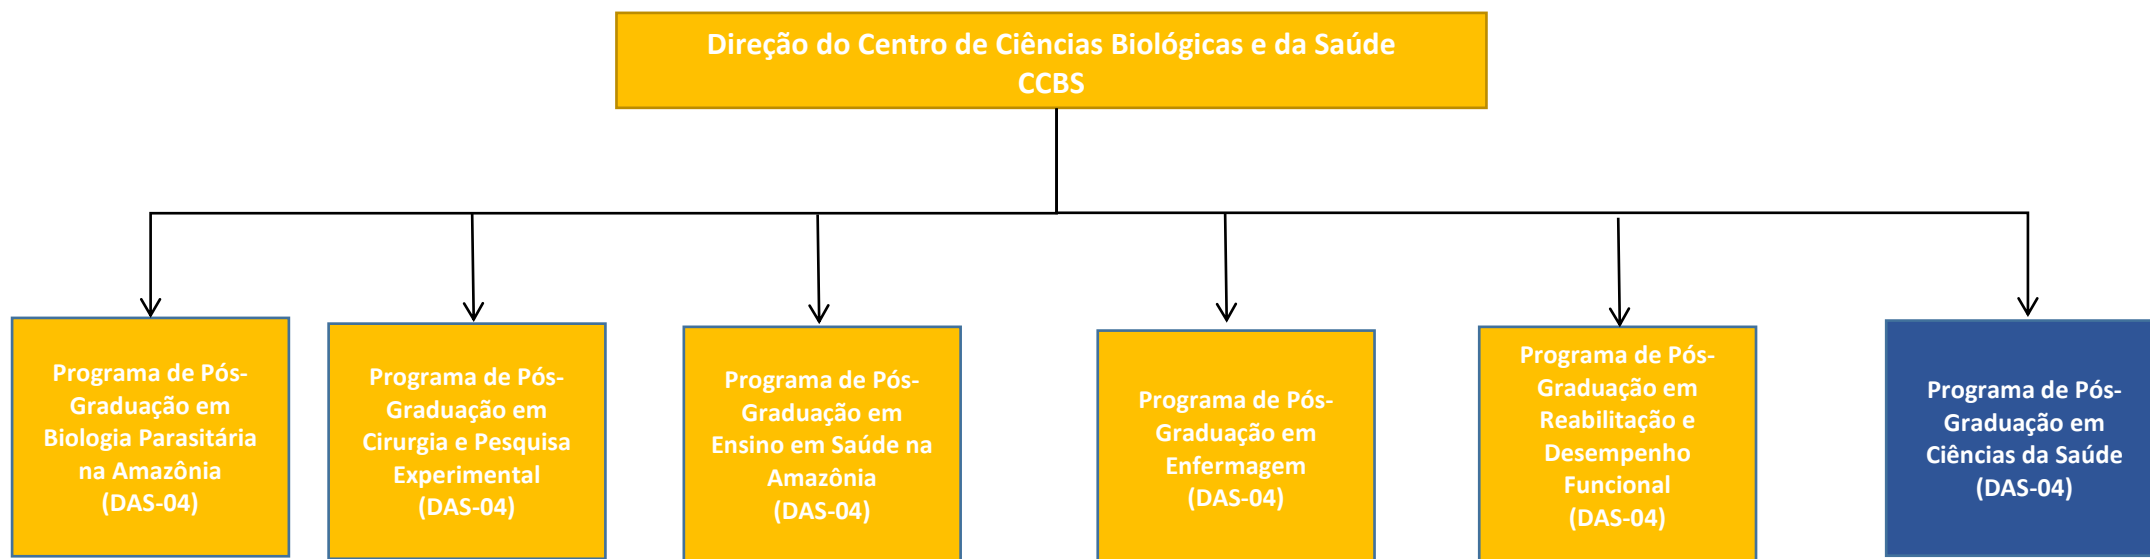 Direção do Centro de Ciências Biológicas e da Saúde
CCBS
Programa de Pós-
Graduação em
Biologia Parasitária
na Amazônia
(DAS-04)
Programa de Pós-
Graduação em
Cirurgia e Pesquisa
Experimental
(DAS-04)
Programa de Pós-
Graduação em
Ensino em Saúde na
Amazônia
(DAS-04)
Programa de Pós-
Graduação em
Enfermagem
(DAS-04)
Programa de Pós-
Graduação em
Reabilitação e
Desempenho
Funcional
(DAS-04)
Programa de Pós-
Graduação em
Ciências da Saúde
(DAS-04)